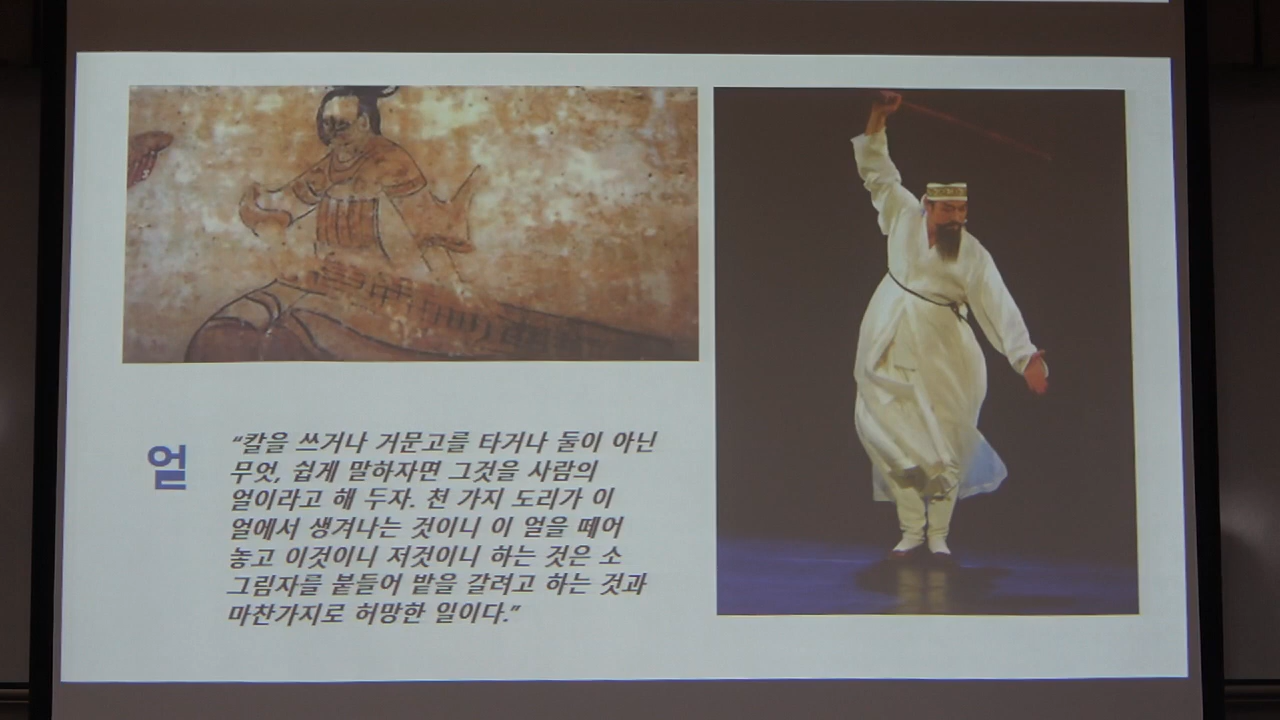 얼
“칼을 쓰거나 거문고를 타거나 둘이 아닌
무엇, 쉽게 말하자면 그것을 사람의
얼이라고 해 두자. 천 가지 도리가 이
얼에서 생겨나는 것이니 이 얼을 떼어
놓고 이것이니 저것이니 하는 것은 소
그림자를 붙들어 밭을 갈려고 하는 것과
마찬가지로 허망한 일이다.”